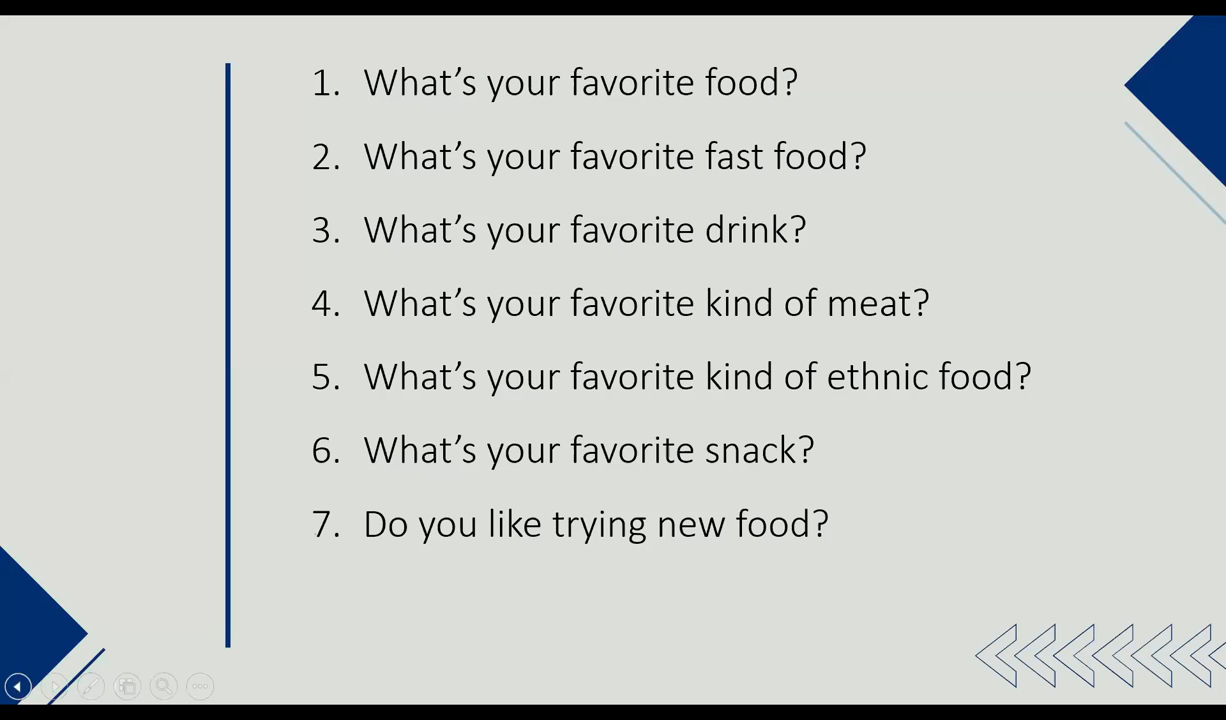 1. What’s your favorite food?
2. What’s your favorite fast food?
3. What’s your favorite drink?
4. What’s your favorite kind of meat?
5. What’s your favorite kind of ethnic food?
6. What’s your favorite snack?
7. Do you like trying new food?